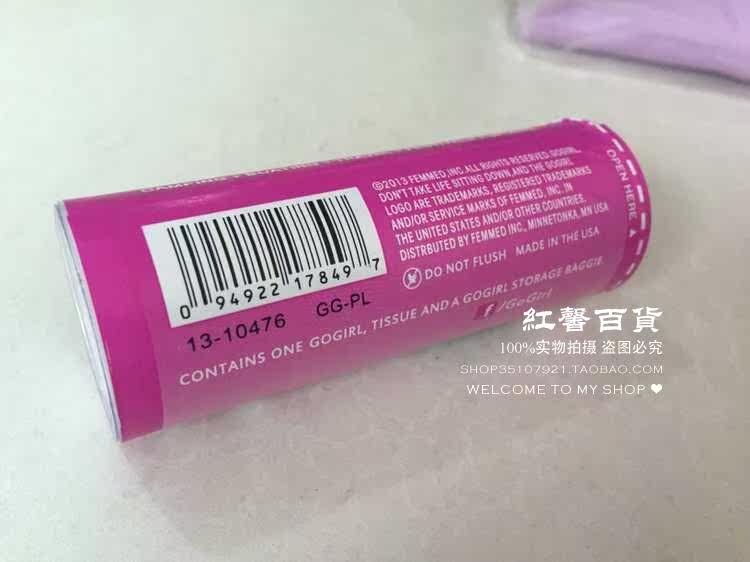 ©2013 FEMMED, INC. ALL RIGHTS RESERVED. GOGIRL,
DON'T TAKE LIFE SITTING DOWN, AND THE GOGIRL
LOGO ARE TRADEMARKS, REGISTERED TRADEMARKS
AND/OR SERVICE MARKS OF FEMMED, INC. IN
THE UNITED STATES AND/OR OTHER COUNTRIES.
DISTRBUTED BY FEMMED INC., MINNETONKA, MN USA
DO NOT FLUSH MADE IN THE USA
OPEN HERE
0 94922 17849 7
13-10476 GG-PL
CONTAINS ONE GOGIRL, TISSUE AND A GOGIRL STORAGE BAGGIE.
f/GoGirl
紅馨百貨
100%实物拍摄 盗图必究
SHOP35107921.TAOBAO.COM
WELCOME TO MY SHOP ❤